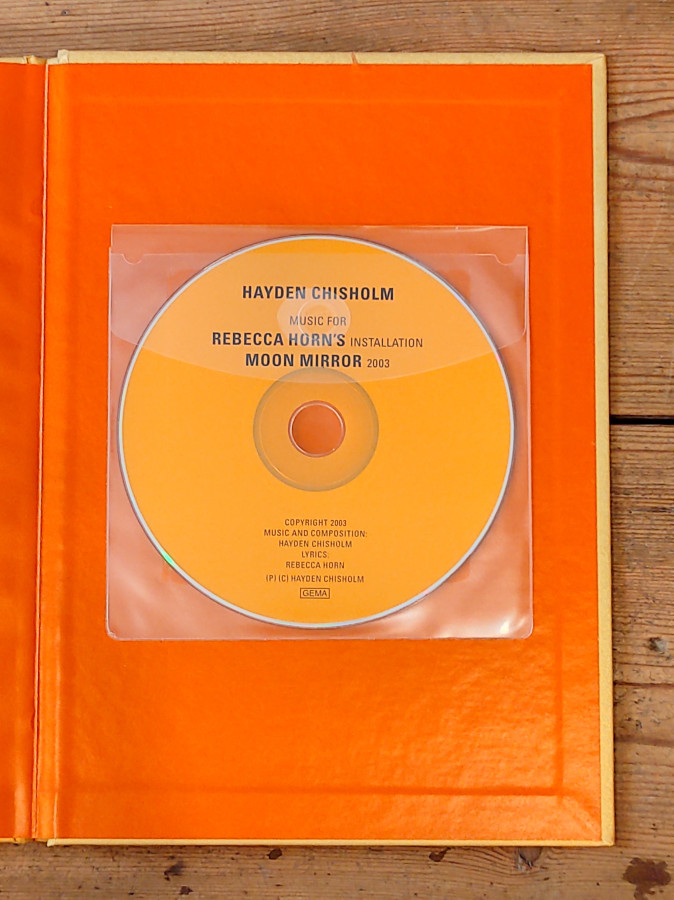 HAYDEN CHISHOLM
MUSIC FOR
REBECCA HORN'S INSTALLATION
MOON MIRROR 2003
COPYRIGHT 2003
MUSIC AND COMPOSITION:
HAYDEN CHISHOLM
LYRICS:
REBECCA HORN
(P) (C) HAYDEN CHISHOLM
GEMA